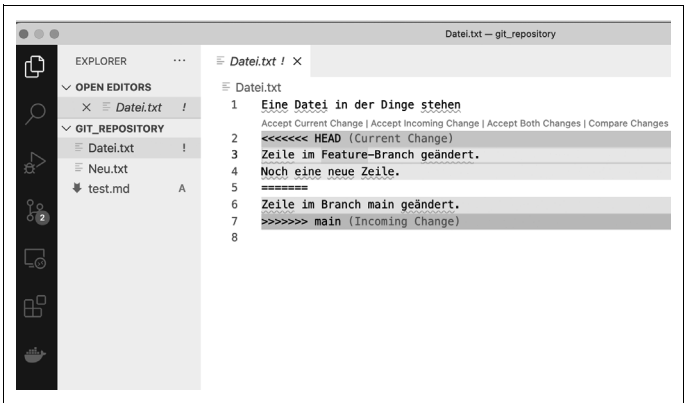 Datei.txt — git_repository
EXPLORER ...
OPEN EDITORS
Datei.txt !
GIT_REPOSITORY
Datei.txt !
Neu.txt
test.md A
2
Datei.txt ! ×
Datei.txt
1 Eine Datei in der Dinge stehen
Accept Current Change | Accept Incoming Change | Accept Both Changes | Compare Changes
2 <<<<<<< HEAD (Current Change)
3 Zeile im Feature-Branch geändert.
4 Noch eine neue Zeile.
5 =======
6 Zeile im Branch main geändert.
7 >>>>>>> main (Incoming Change)
8